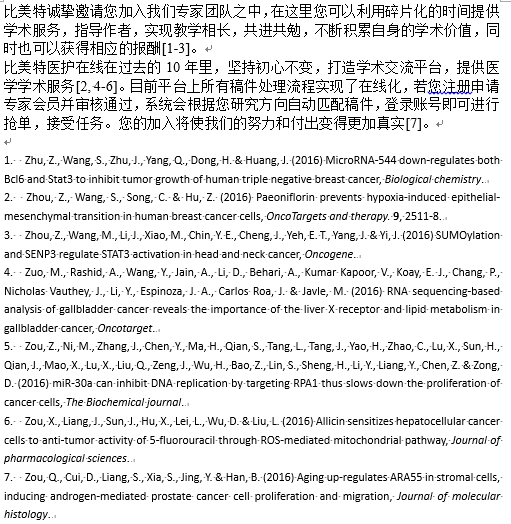 比美特诚挚邀请您加入我们专家团队之中,在这里您可以利用碎片化的时间提供
学术服务，指导作者，实现教学相长，共进共勉，不断积累自身的学术价值，同
时也可以获得相应的报酬[1-3]。
比美特医护在线在过去的 10 年里，坚持初心不变，打造学术交流平台，提供医
学学术服务[2, 4-6]。目前平台上所有稿件处理流程实现了在线化，若您注册申请
专家会员并审核通过，系统会根据您研究方向自动匹配稿件，登录账号即可进行
抢单，接受任务。您的加入将使我们的努力和付出变得更加真实[7]。
1. Zhu, Z., Wang, S., Zhu, J., Yang, Q., Dong, H. & Huang, J. (2016) MicroRNA-544 down-regulates both
Bcl6 and Stat3 to inhibit tumor growth of human triple negative breast cancer, Biological chemistry.
2. Zhou, Z., Wang, S., Song, C. & Hu, Z. (2016) Paeoniflorin prevents hypoxia-induced epithelial-
mesenchymal transition in human breast cancer cells, OncoTargets and therapy. 9, 2511-8.
3. Zhou, Z., Wang, M., Li, J., Xiao, M., Chin, Y. E., Cheng, J., Yeh, E. T., Yang, J. & Yi, J. (2016) SUMOylation
and SENP3 regulate STAT3 activation in head and neck cancer, Oncogene.
4. Zuo, M., Rashid, A., Wang, Y., Jain, A., Li, D., Behari, A., Kumar Kapoor, V., Koay, E. J., Chang, P.,
Nicholas Vauthey, J., Li, Y., Espinoza, J. A., Carlos Roa, J. & Javle, M. (2016) RNA sequencing-based
analysis of gallbladder cancer reveals the importance of the liver X receptor and lipid metabolism in
gallbladder cancer, Oncotarget.
5. Zou, Z., Ni, M., Zhang, J., Chen, Y., Ma, H., Qian, S., Tang, L., Tang, J., Yao, H., Zhao, C., Lu, X., Sun, H.,
Qian, J., Mao, X., Lu, X., Liu, Q., Zeng, J., Wu, H., Bao, Z., Lin, S., Sheng, H., Li, Y., Liang, Y., Chen, Z. & Zong,
D. (2016) miR-30a can inhibit DNA replication by targeting RPA1 thus slows down the proliferation of
cancer cells, The Biochemical journal.
6. Zou, X., Liang, J., Sun, J., Hu, X., Lei, L., Wu, D. & Liu, L. (2016) Allicin sensitizes hepatocellular cancer
cells to anti-tumor activity of 5-fluorouracil through ROS-mediated mitochondrial pathway, Journal of
pharmacological sciences.
7. Zou, Q., Cui, D., Liang, S., Xia, S., Jing, Y. & Han, B. (2016) Aging up-regulates ARA55 in stromal cells,
inducing androgen-mediated prostate cancer cell proliferation and migration, Journal of molecular
histology.